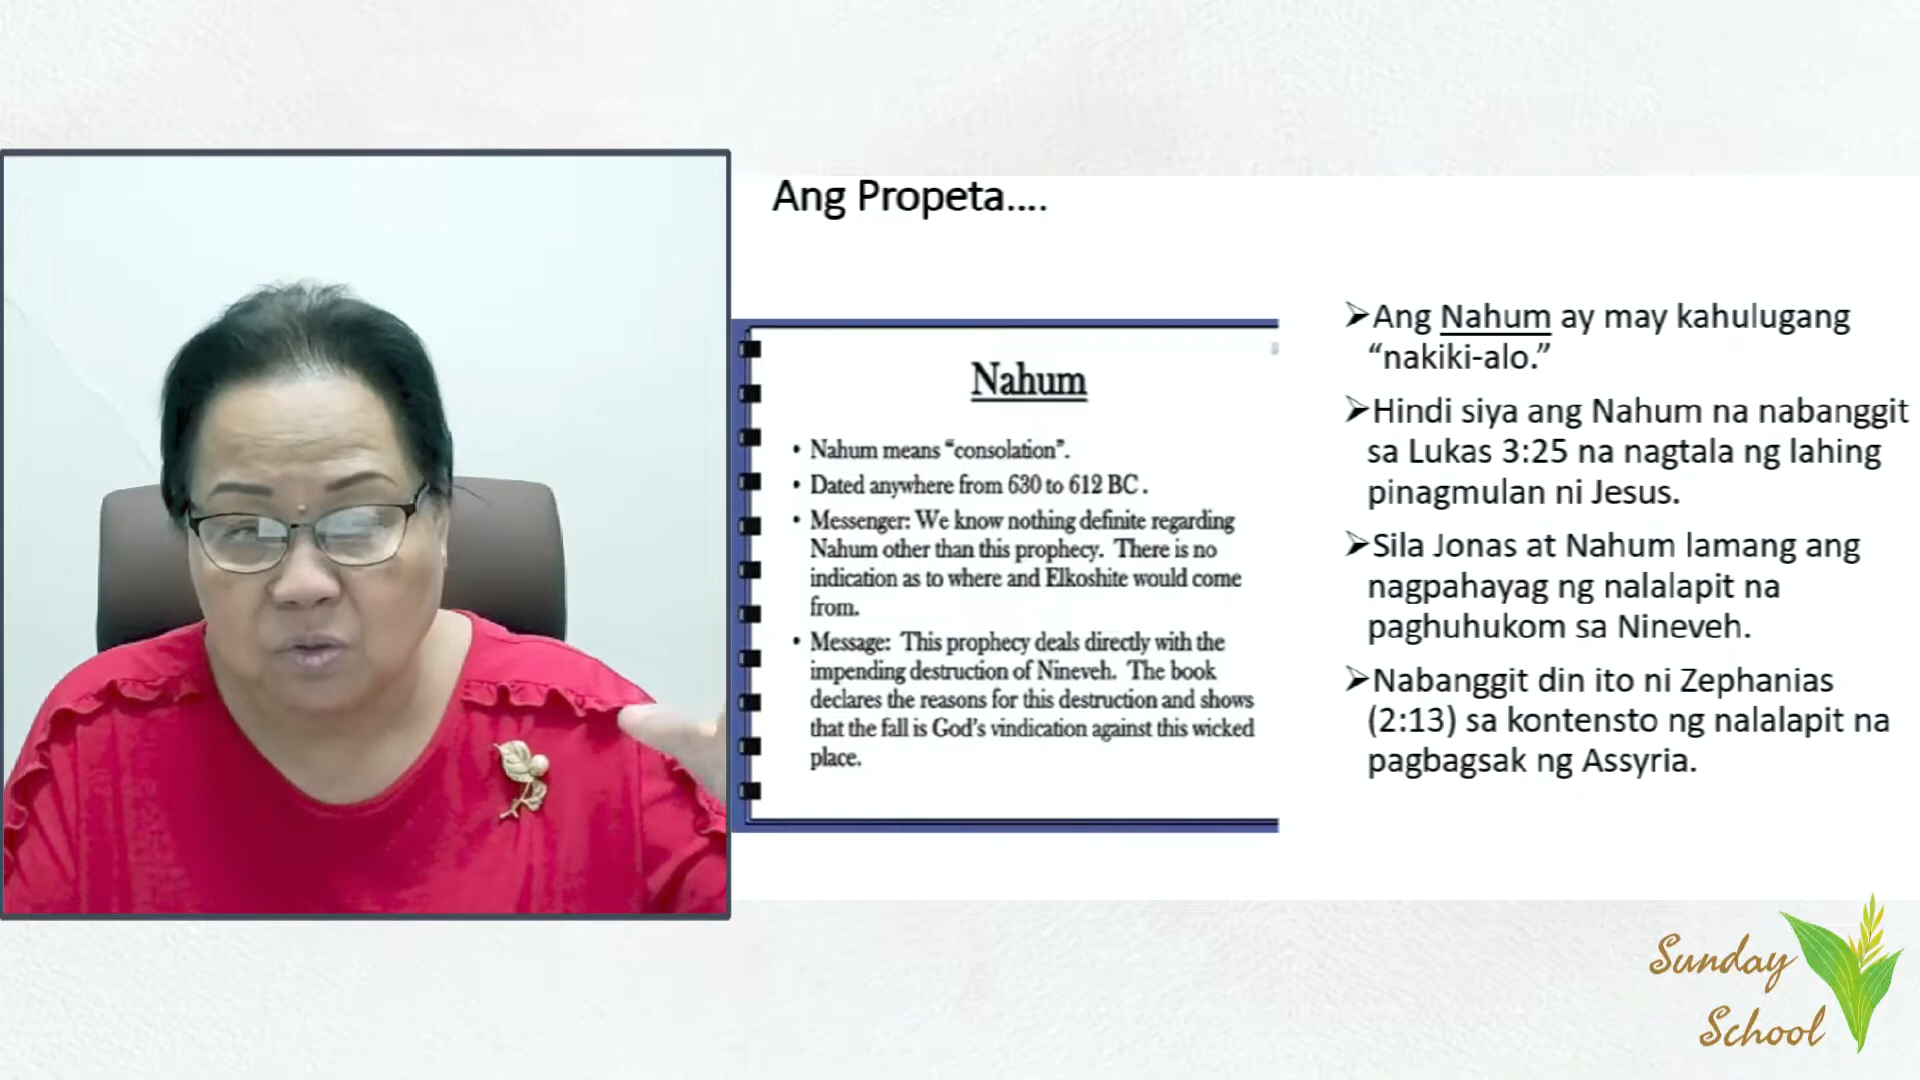 Ang Propeta....
Nahum
• Nahum means “consolation”.
• Dated anywhere from 630 to 612 BC .
• Messenger: We know nothing definite regarding
Nahum other than this prophecy. There is no
indication as to where and Elkoshite would come
from.
• Message: This prophecy deals directly with the
impending destruction of Nineveh. The book
declares the reasons for this destruction and shows
that the fall is God’s vindication against this wicked
place.
➢Ang Nahum ay may kahulugang
“nakiki-alo.”
➢Hindi siya ang Nahum na nabanggit
sa Lukas 3:25 na nagtala ng lahing
pinagmulan ni Jesus.
➢Sila Jonas at Nahum lamang ang
nagpahayag ng nalalapit na
paghuhukom sa Nineveh.
➢Nabanggit din ito ni Zephanias
(2:13) sa kontensto ng nalalapit na
pagbagsak ng Assyria.
Sunday
School